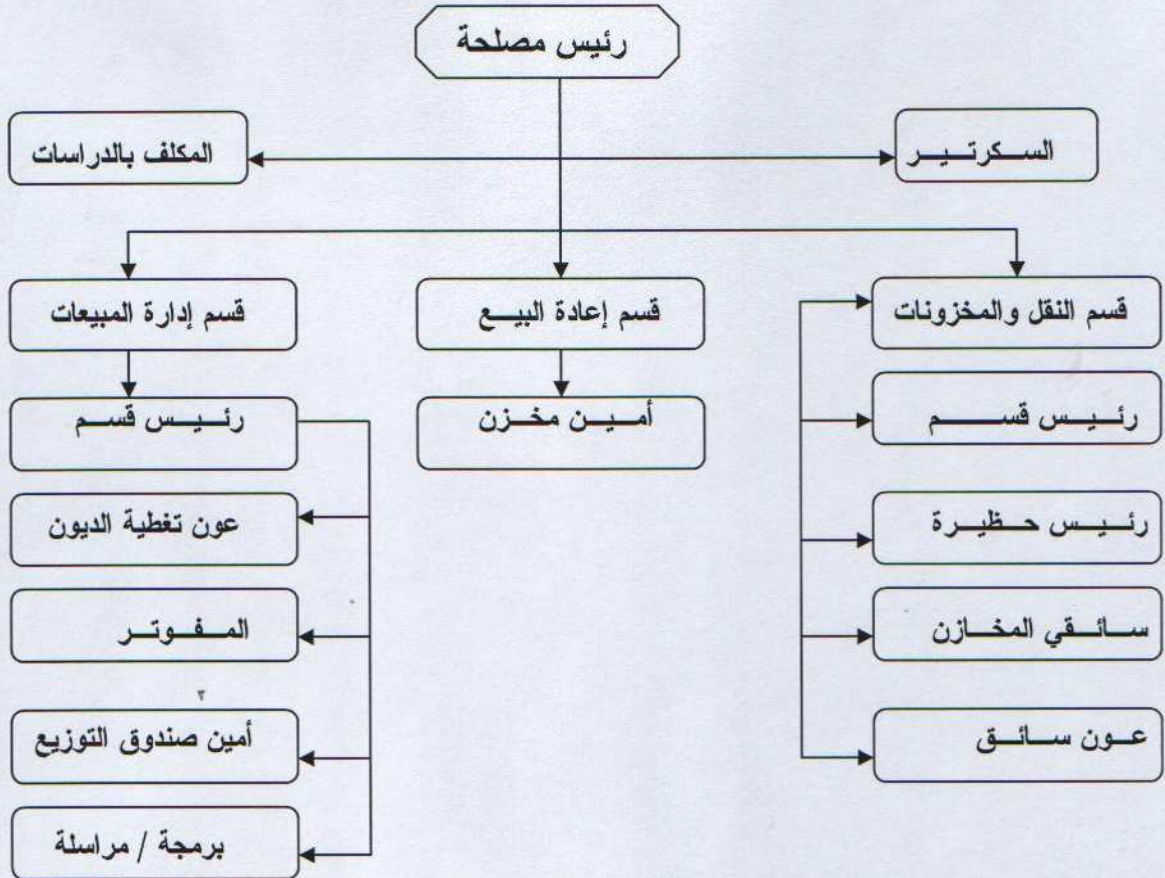 رئيس مصلحة
السكرتير
المكلف بالدراسات
قسم النقل والمخزونات
قسم إعادة البيع
قسم إدارة المبيعات
رئيس قسم
أمين مخزن
رئيس قسم
رئيس حظيرة
عون تغطية الديون
سائقي المخازن
المفوتر
عون سائق
أمين صندوق التوزيع
برمجة / مراسلة